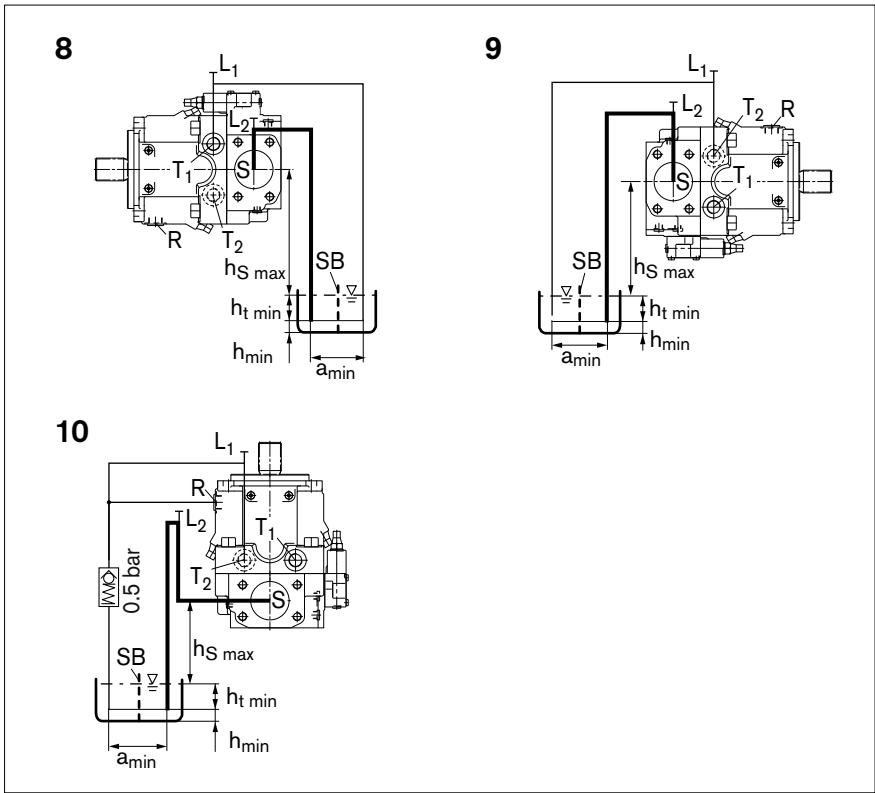 8
L1
L2
T1
S
T2
R
hS max
SB
ht min
hmin
amin
9
L1
L2
T2
R
S
T1
hS max
SB
ht min
hmin
amin
10
L1
R
L2
T1
T2
S
0.5 bar
hS max
SB
ht min
hmin
amin